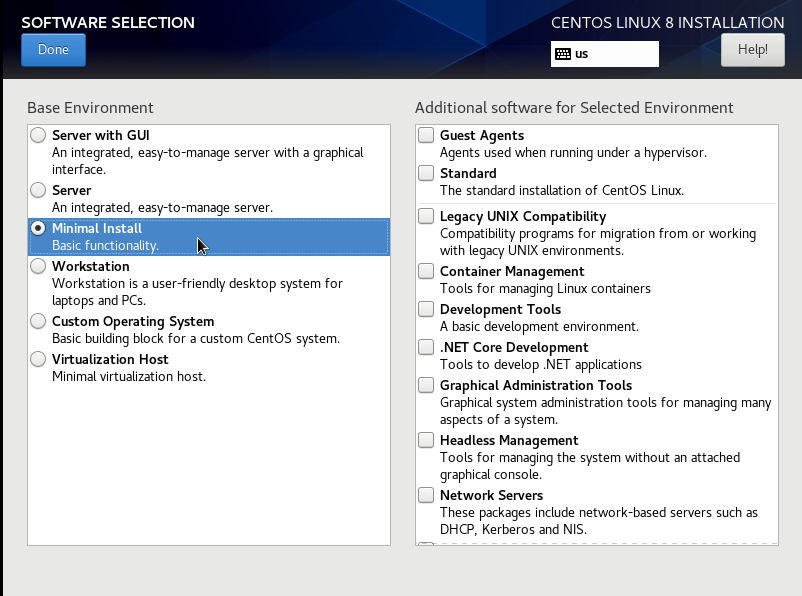 SOFTWARE SELECTION
CENTOS LINUX 8 INSTALLATION
Done
us
Help!
Base Environment
Server with GUI
An integrated, easy-to-manage server with a graphical
interface.
Server
An integrated, easy-to-manage server.
Minimal Install
Basic functionality.
Workstation
Workstation is a user-friendly desktop system for
laptops and PCs.
Custom Operating System
Basic building block for a custom CentOS system.
Virtualization Host
Minimal virtualization host.
Additional software for Selected Environment
Guest Agents
Agents used when running under a hypervisor.
Standard
The standard installation of CentOS Linux.
Legacy UNIX Compatibility
Compatibility programs for migration from or working
with legacy UNIX environments.
Container Management
Tools for managing Linux containers
Development Tools
A basic development environment.
.NET Core Development
Tools to develop .NET applications
Graphical Administration Tools
Graphical system administration tools for managing many
aspects of a system.
Headless Management
Tools for managing the system without an attached
graphical console.
Network Servers
These packages include network-based servers such as
DHCP, Kerberos and NIS.